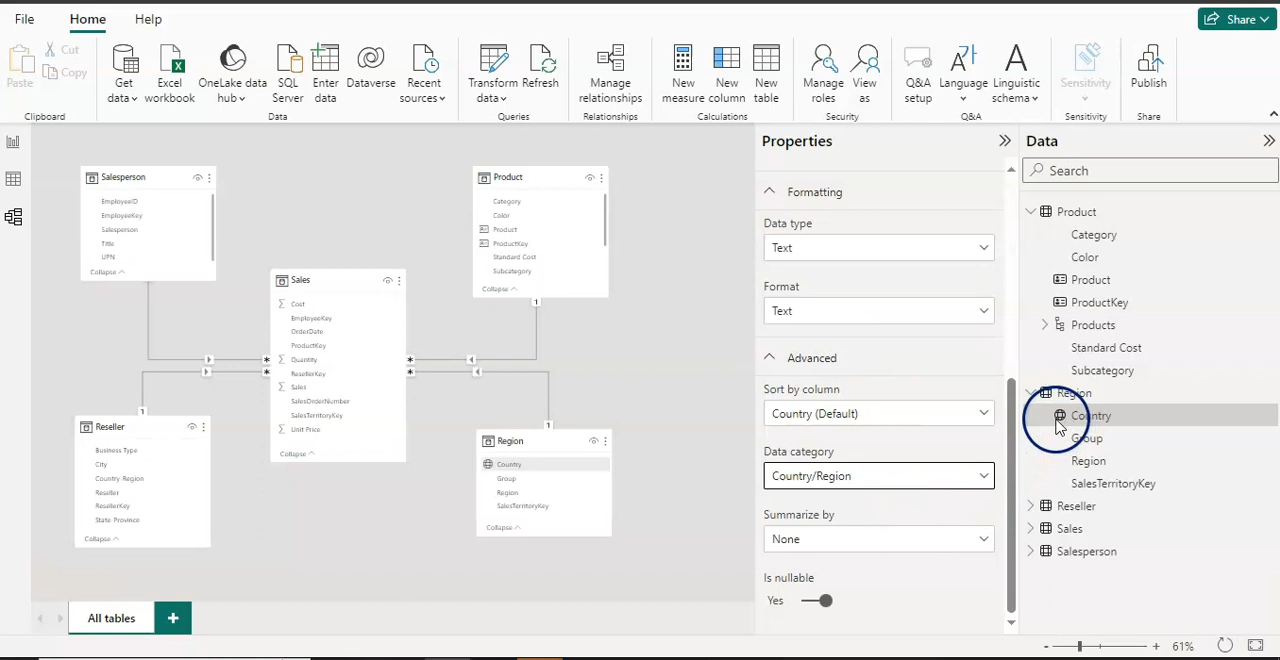 File Home Help Share
Paste
Cut
Copy
Clipboard
Get data
Excel workbook
OneLake data hub
SQL Server
Enter data
Dataverse
Recent sources
Data
Transform data
Refresh
Queries
Manage relationships
Relationships
New measure
New column
New table
Calculations
Manage roles
View as
Security
Q&A setup
Language
Linguistic schema
Q&A
Sensitivity
Sensitivity
Publish
Share
Salesperson
EmployeeID
EmployeeKey
Salesperson
Title
UPN
Collapse
Product
Category
Color
Product
ProductKey
Standard Cost
Subcategory
Collapse
1
Sales
Cost
EmployeeKey
OrderDate
ProductKey
Quantity
ResellerKey
Sales
SalesOrderNumber
SalesTerritoryKey
Unit Price
Collapse
*
*
*
*
1
Reseller
Business Type
City
Country-Region
Reseller
ResellerKey
State-Province
Collapse
1
Region
Country
Group
Region
SalesTerritoryKey
Collapse
All tables
+
Properties
Formatting
Data type
Text
Format
Text
Advanced
Sort by column
Country (Default)
Data category
Country/Region
Summarize by
None
Is nullable
Yes
Data
Search
Product
Category
Color
Product
ProductKey
Products
Standard Cost
Subcategory
Region
Country
Group
Region
SalesTerritoryKey
Reseller
Sales
Salesperson
- + 61%